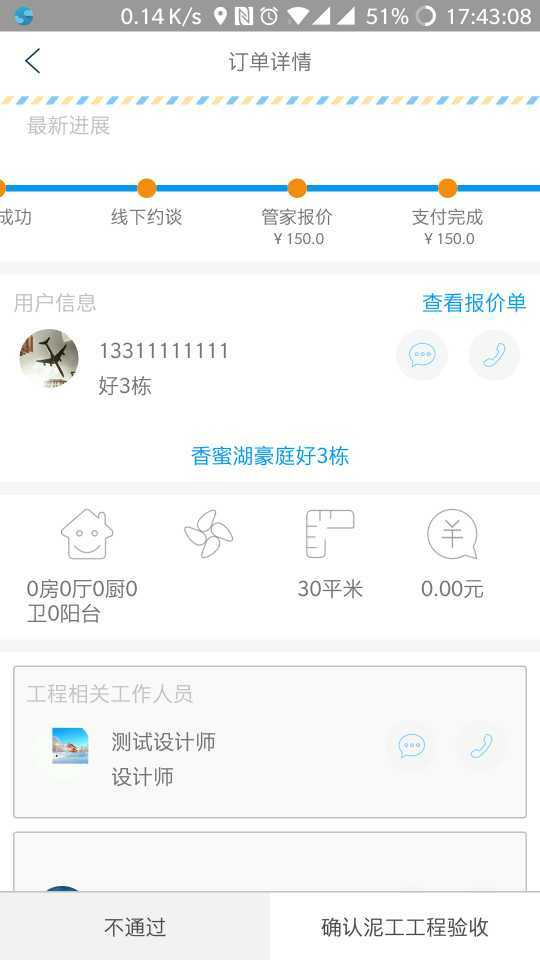 0.14 K/s 51% 17:43:08
订单详情
最新进展
成功 线下约谈 管家报价 支付完成
￥150.0 ￥150.0
用户信息 查看报价单
13311111111
好3栋
香蜜湖豪庭好3栋
0房0厅0厨0 30平米 0.00元
卫0阳台
工程相关工作人员
测试设计师
设计师
不通过 确认泥工工程验收